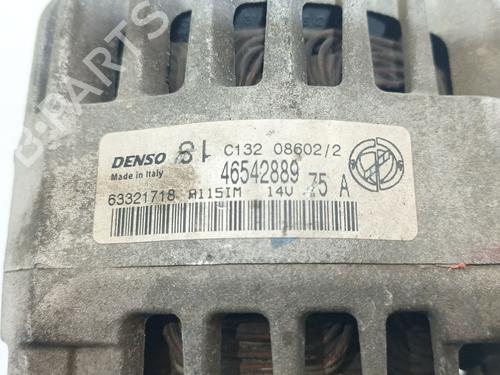 B-PARTS
DENSO 81 C132 08602/2
Made in Italy 46542889 75 A
63321718 A115IM 14V